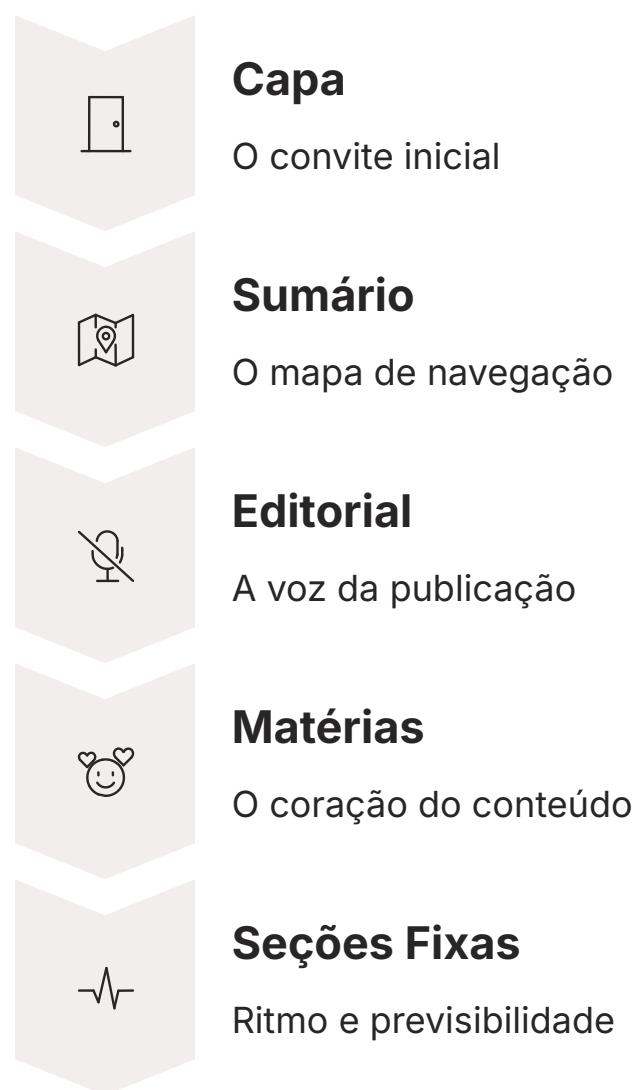 Capa
O convite inicial
Sumário
O mapa de navegação
Editorial
A voz da publicação
Matérias
O coração do conteúdo
Seções Fixas
Ritmo e previsibilidade